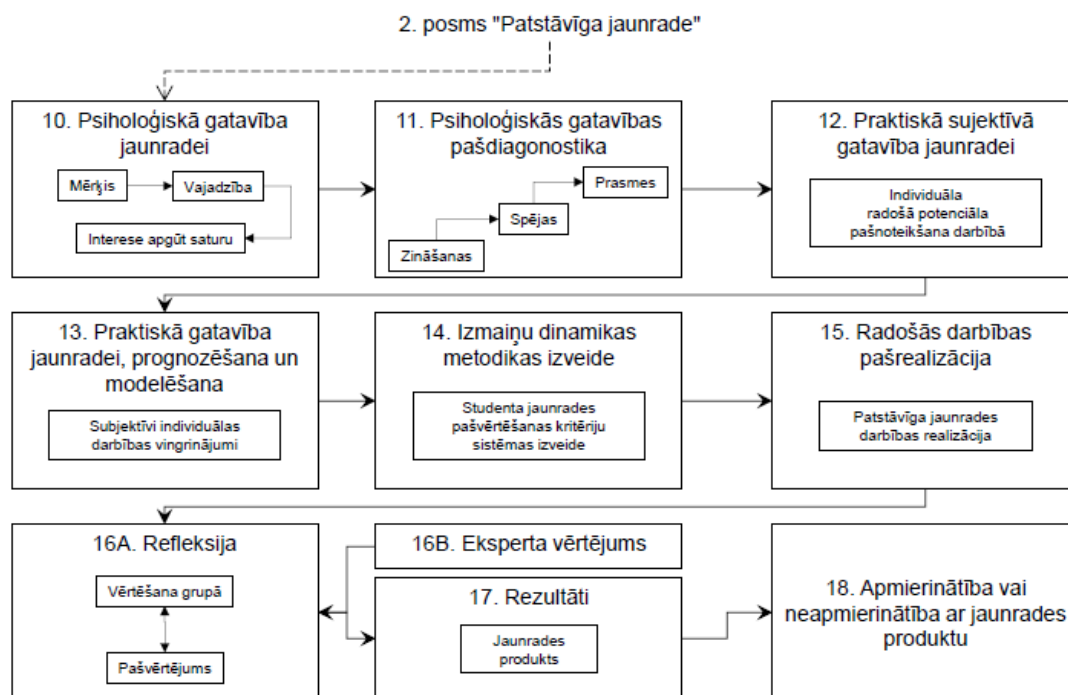 2. posms "Patstāvīga jaunrade"
10. Psiholoģiskā gatavība
jaunradei
Mērķis
Vajadzība
Interese apgūt saturu
11. Psiholoģiskās gatavības
pašdiagonostika
Prasmes
Spējas
Zināšanas
12. Praktiskā sujektīvā
gatavība jaunradei
Individuāla
radošā potenciāla
pašnoteikšana darbībā
13. Praktiskā gatavība
jaunradei, prognozēšana un
modelēšana
Subjektīvi individuālas
darbības vingrinājumi
14. Izmaiņu dinamikas
metodikas izveide
Studenta jaunrades
pašvērtēšanas kritēriju
sistēmas izveide
15. Radošās darbības
pašrealizācija
Patstāvīga jaunrades
darbības realizācija
16A. Refleksija
Vērtēšana grupā
Pašvērtējums
16B. Eksperta vērtējums
17. Rezultāti
Jaunrades
produkts
18. Apmierinātība vai
neapmierinātība ar jaunrades
produktu